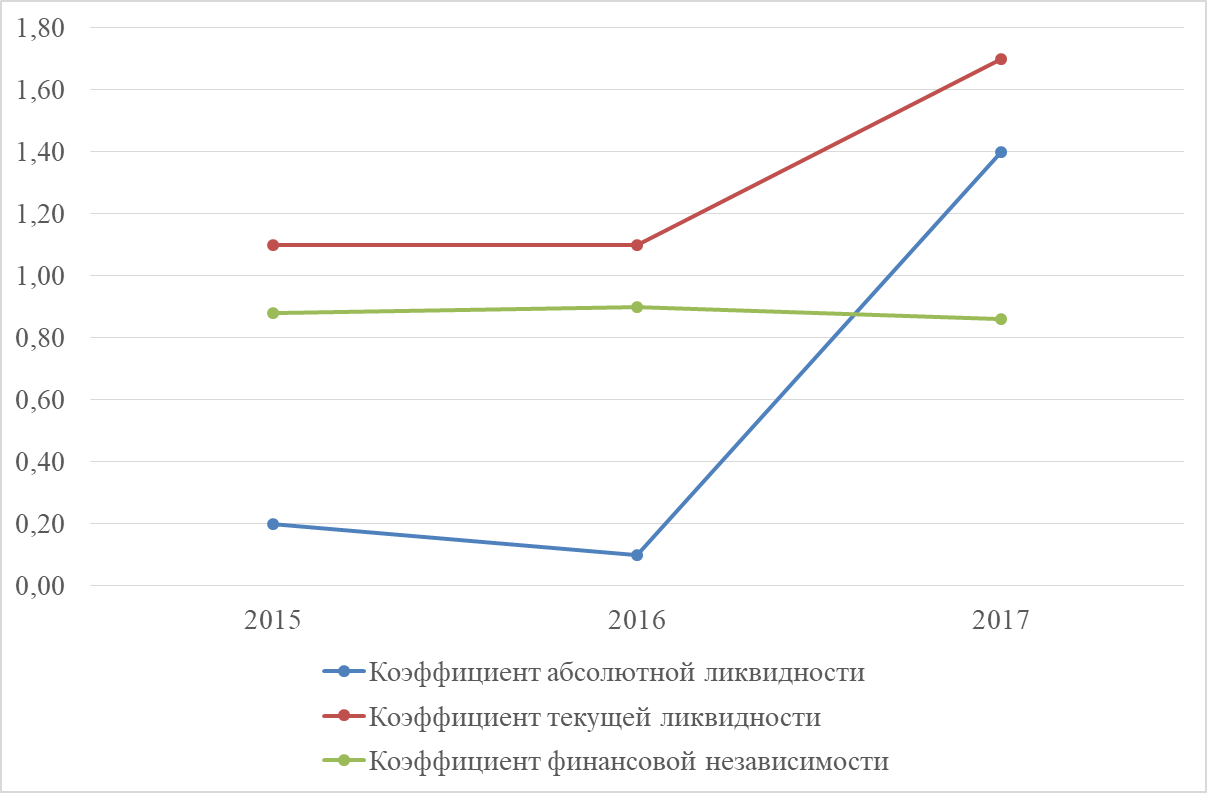 1,80
1,60
1,40
1,20
1,00
0,80
0,60
0,40
0,20
0,00
2015 2016 2017
Коэффициент абсолютной ликвидности
Коэффициент текущей ликвидности
Коэффициент финансовой независимости